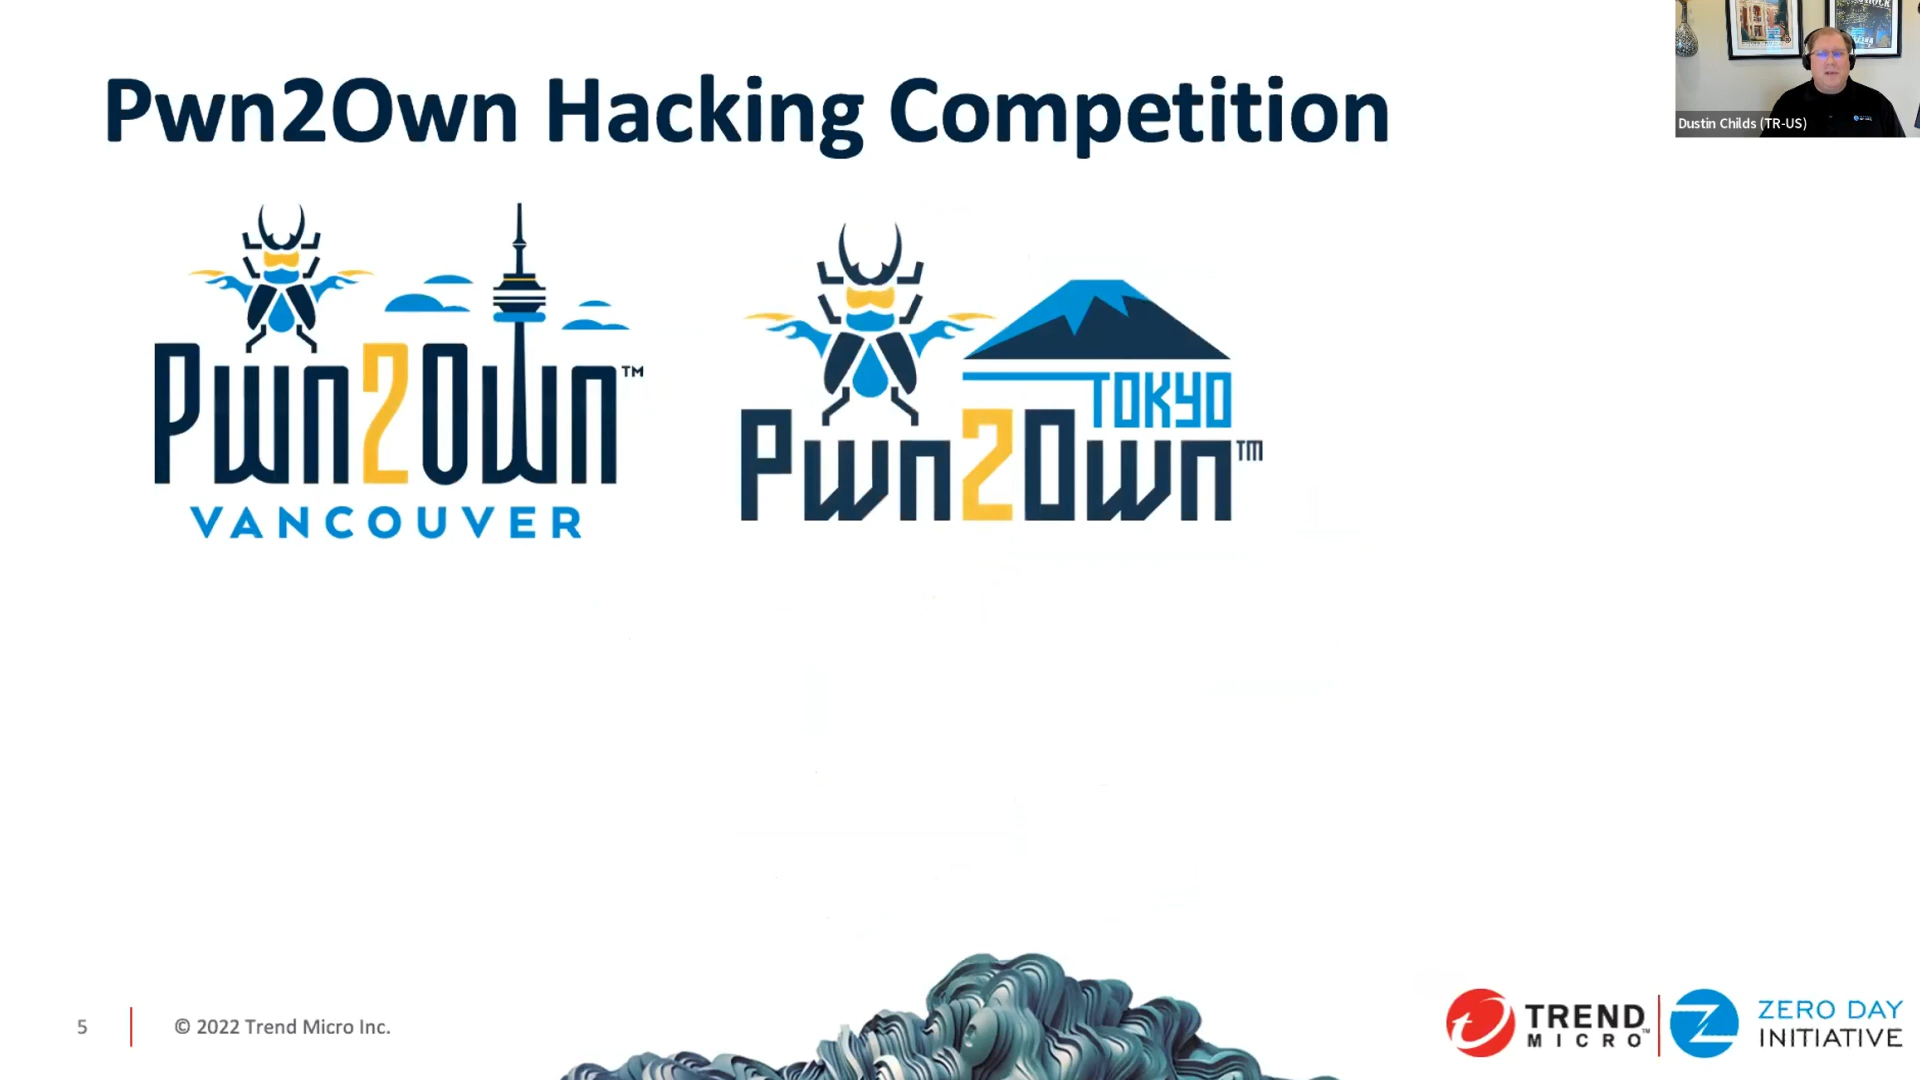 Pwn2Own Hacking Competition
Dustin Childs (TR-US)
Pwn2Own™
VANCOUVER
TOKYO
Pwn2Own™
5
© 2022 Trend Micro Inc.
TREND
MICRO™
ZERO DAY
INITIATIVE